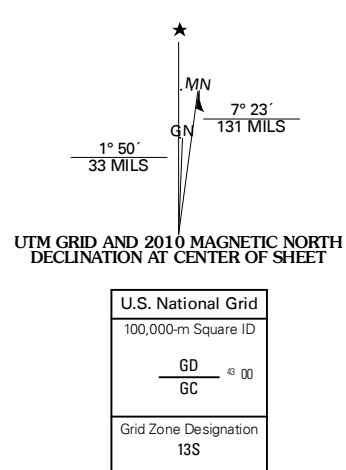 ★
MN
7° 23´
131 MILS
GN
1° 50´
33 MILS
UTM GRID AND 2010 MAGNETIC NORTH
DECLINATION AT CENTER OF SHEET
U.S. National Grid
100,000-m Square ID
GD
43 00
GC
Grid Zone Designation
13S